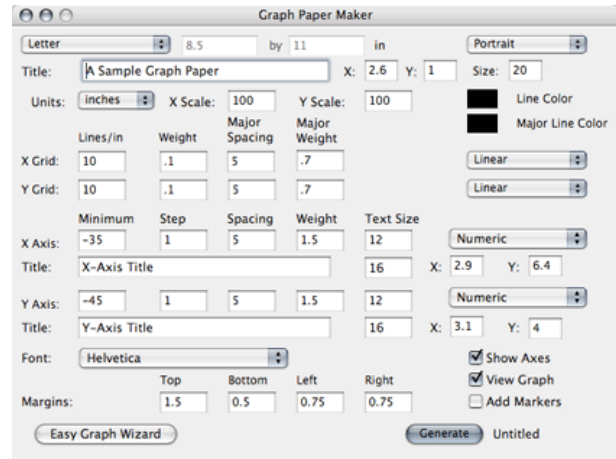 Graph Paper Maker
Letter 8.5 by 11 in Portrait
Title: A Sample Graph Paper X: 2.6 Y: 1 Size: 20
Units: inches X Scale: 100 Y Scale: 100 Line Color
Major Line Color
Lines/in Weight Major Spacing Major Weight
X Grid: 10 .1 5 .7 Linear
Y Grid: 10 .1 5 .7 Linear
Minimum Step Spacing Weight Text Size
X Axis: -35 1 5 1.5 12 Numeric
Title: X-Axis Title 16 X: 2.9 Y: 6.4
Y Axis: -45 1 5 1.5 12 Numeric
Title: Y-Axis Title 16 X: 3.1 Y: 4
Font: Helvetica Show Axes
Top Bottom Left Right View Graph
Margins: 1.5 0.5 0.75 0.75 Add Markers
Easy Graph Wizard Generate Untitled